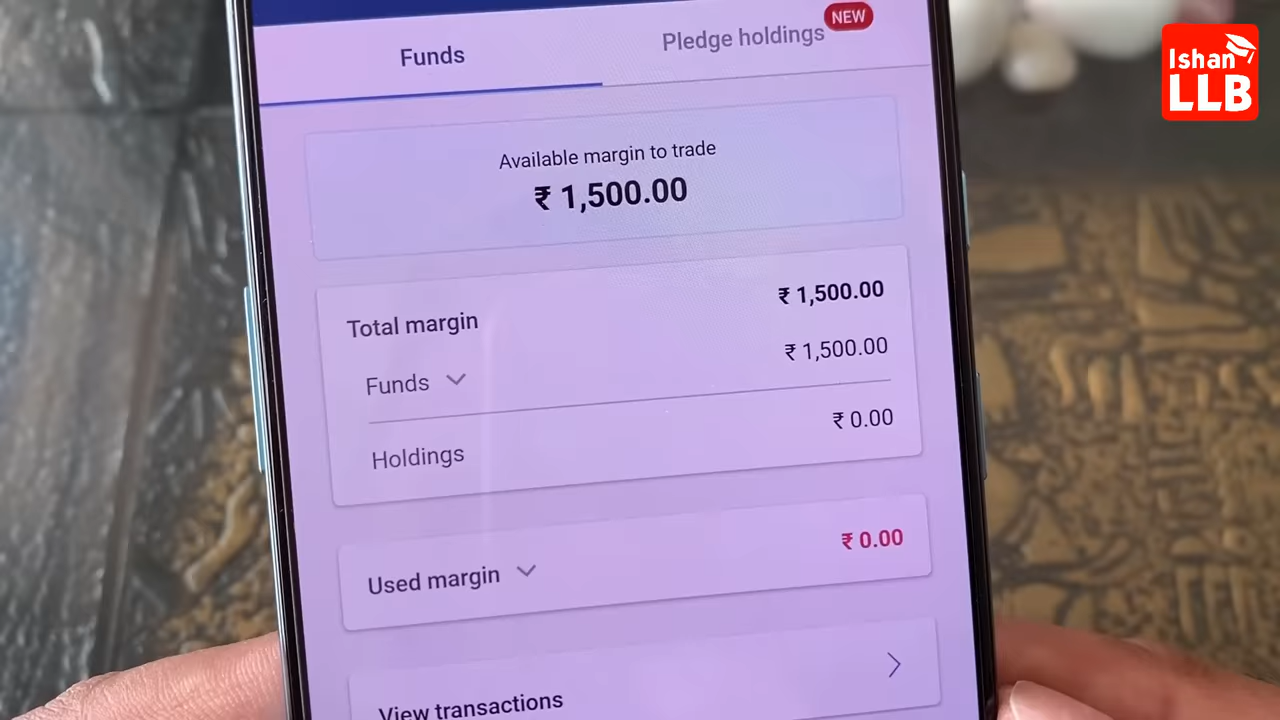 Funds
Pledge holdings
NEW
Ishan
LLB
Available margin to trade
₹ 1,500.00
Total margin
₹ 1,500.00
Funds
₹ 1,500.00
Holdings
₹ 0.00
Used margin
₹ 0.00
View transactions